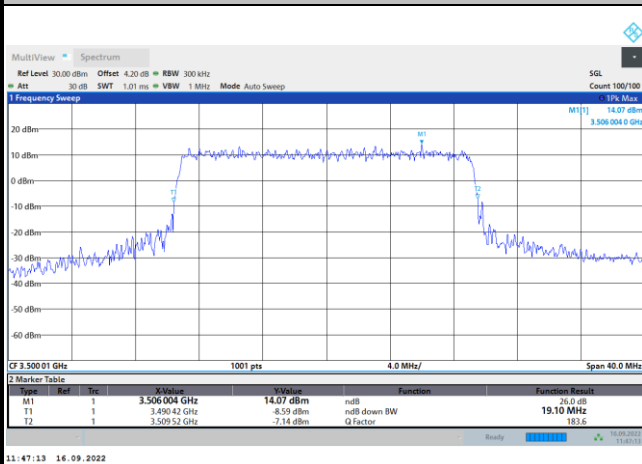 MultiView Spectrum
Ref Level 30.00 dBm Offset 4.20 dB RBW 300 kHz SGL
Att 30 dB SWT 1.01 ms VBW 1 MHz Mode Auto Sweep Count 100/100
1 Frequency Sweep 1Pk Max
M1[1] 14.07 dBm
3.506 004 0 GHz
20 dBm
M1
10 dBm
0 dBm
T1 T2
-10 dBm
-20 dBm
-30 dBm
-40 dBm
-50 dBm
-60 dBm
CF 3.500 01 GHz 1001 pts 4.0 MHz/ Span 40.0 MHz
2 Marker Table
Type Ref Trc X-Value Y-Value Function Function Result
M1 1 3.506 004 GHz 14.07 dBm ndB 26.0 dB
T1 1 3.490 42 GHz -8.59 dBm ndB down BW 19.10 MHz
T2 1 3.509 52 GHz -7.14 dBm Q Factor 183.6
Ready 16.09.2022
11:47:13
11:47:13 16.09.2022